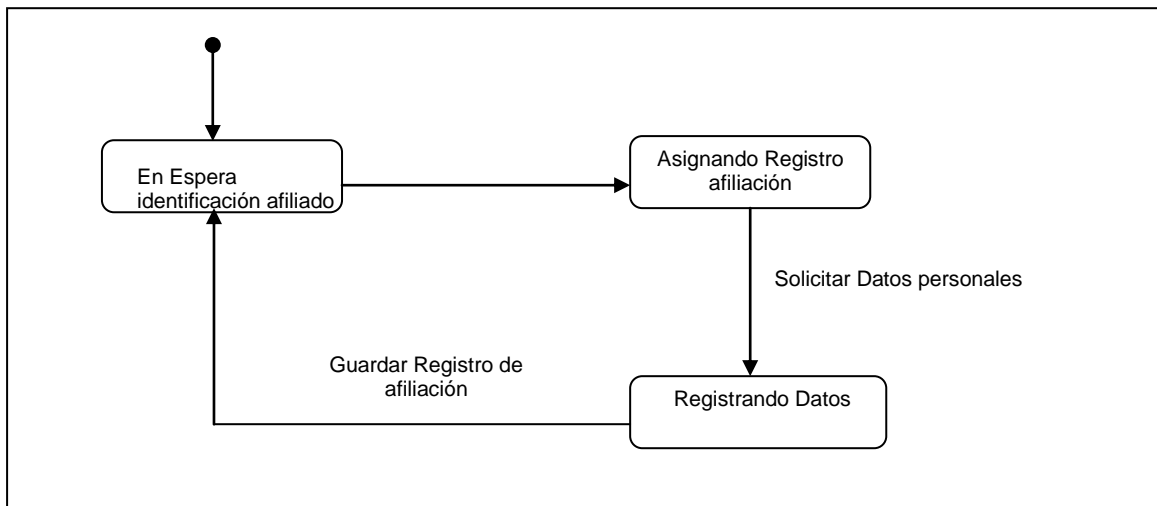 En Espera
identificación afiliado
Asignando Registro
afiliación
Solicitar Datos personales
Guardar Registro de
afiliación
Registrando Datos